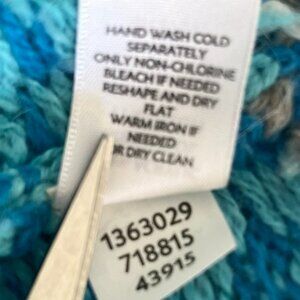 HAND WASH COLD
SEPARATELY
ONLY NON-CHLORINE
BLEACH IF NEEDED
RESHAPE AND DRY
FLAT
WARM IRON IF
NEEDED
R DRY CLEAN
1363029
718815
43915